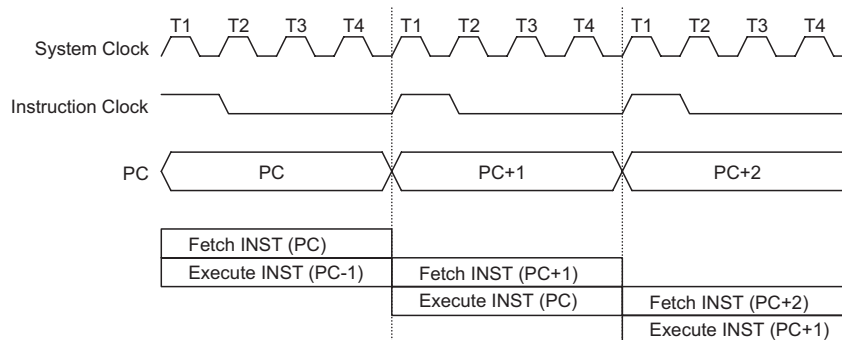 T1 T2 T3 T4 T1 T2 T3 T4 T1 T2 T3 T4
System Clock
Instruction Clock
PC PC PC+1 PC+2
Fetch INST (PC)
Execute INST (PC-1) Fetch INST (PC+1)
Execute INST (PC) Fetch INST (PC+2)
Execute INST (PC+1)